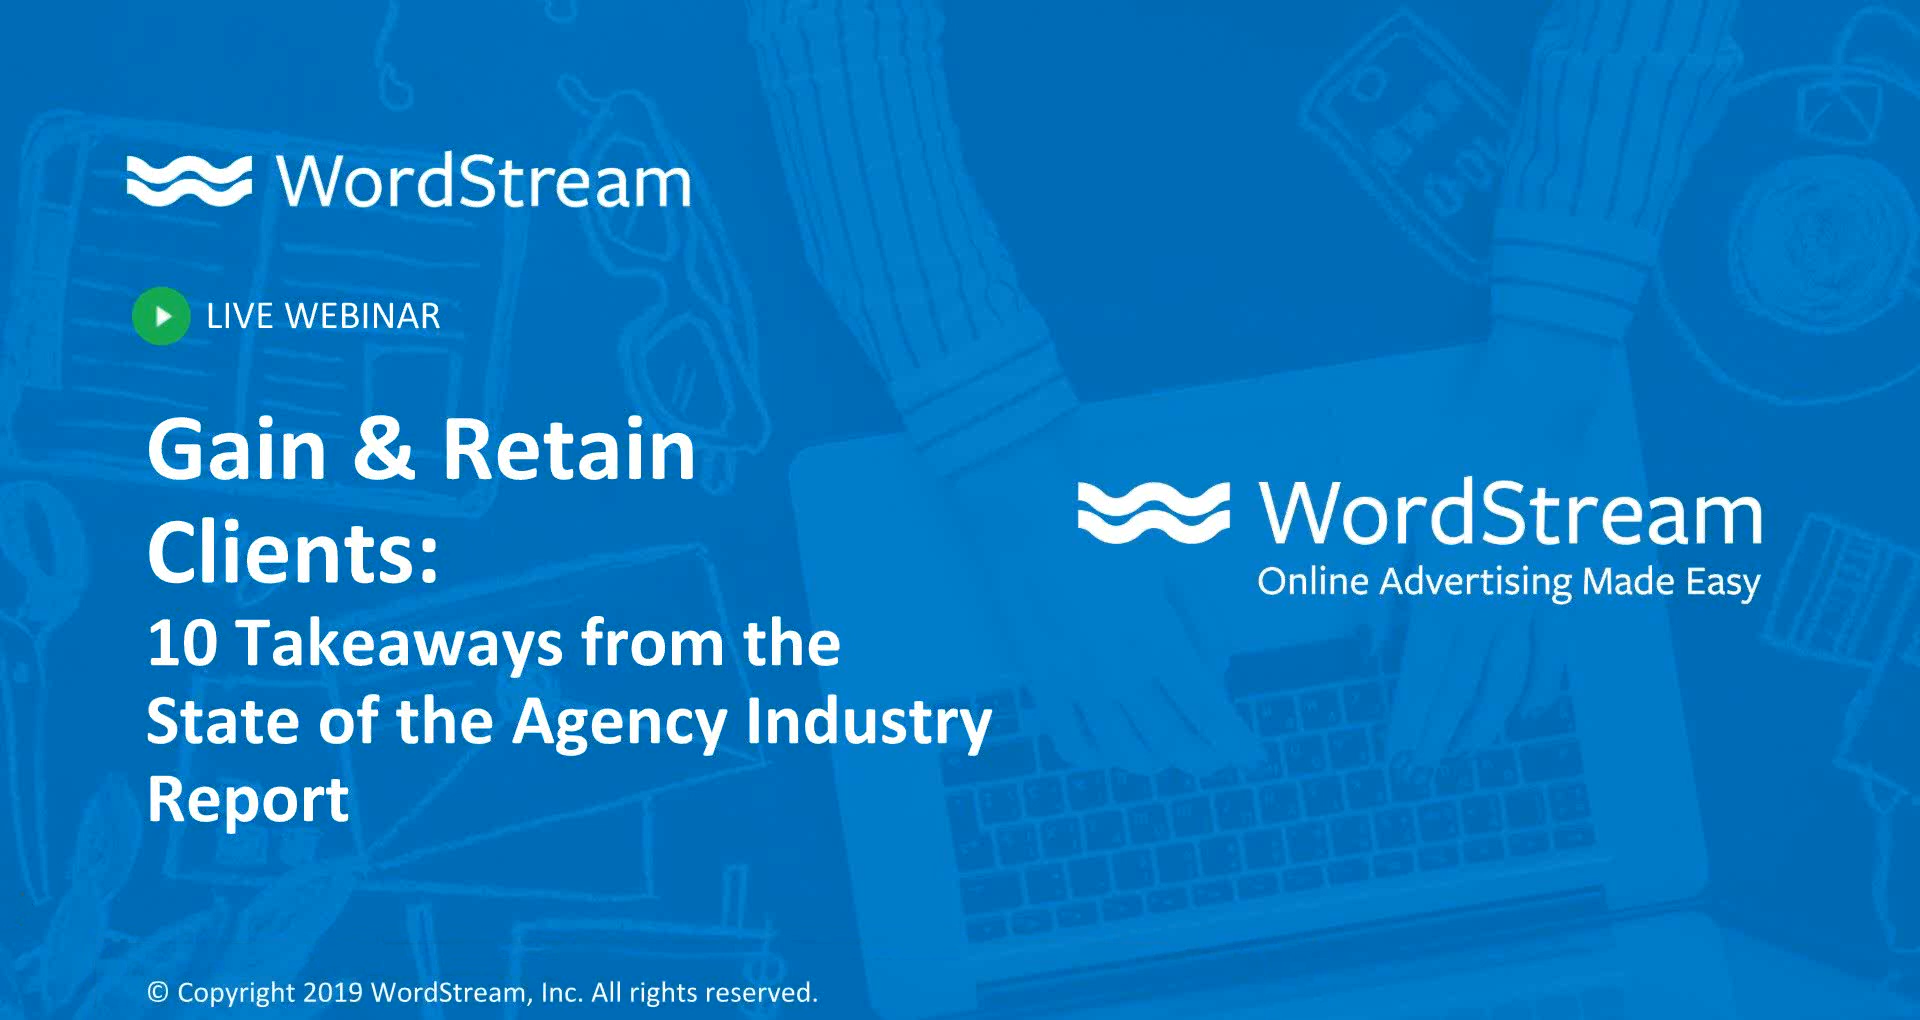 WordStream
LIVE WEBINAR
Gain & Retain
Clients:
10 Takeaways from the
State of the Agency Industry
Report
WordStream
Online Advertising Made Easy
© Copyright 2019 WordStream, Inc. All rights reserved.